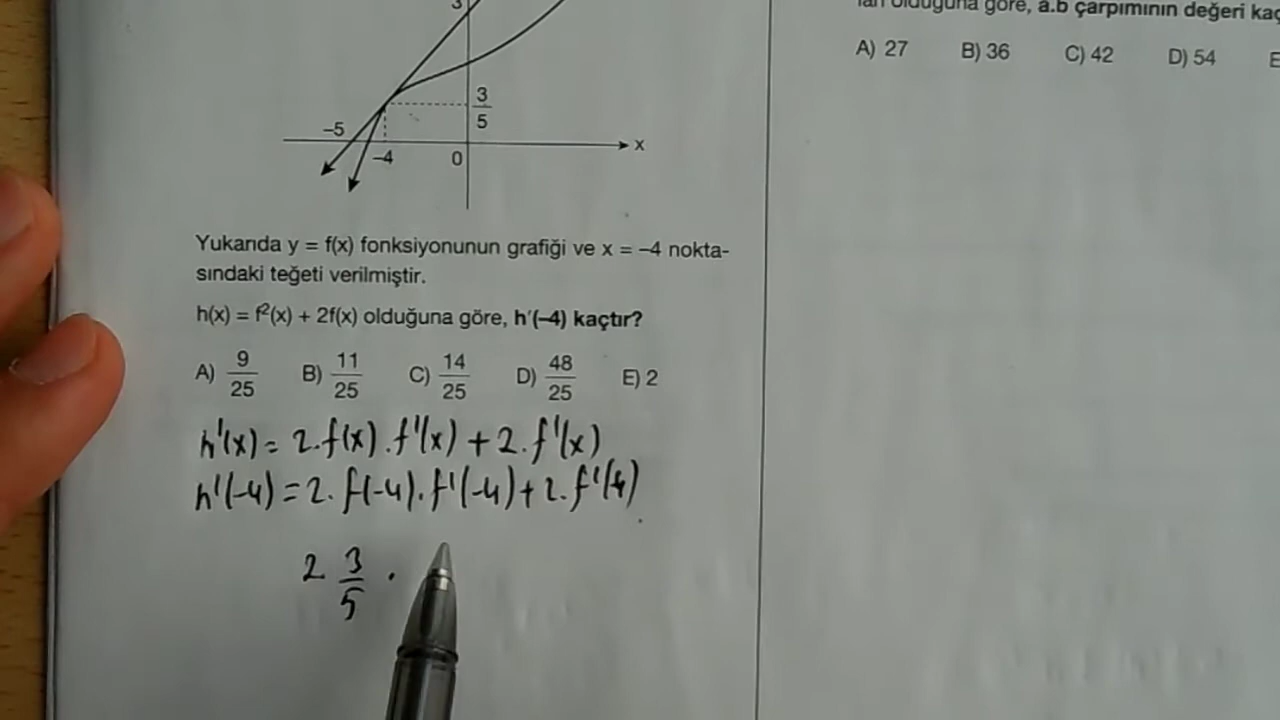 3
3
5
-5
-4
0
x
Yukarıda y = f(x) fonksiyonunun grafiği ve x = –4 nokta-
sındaki teğeti verilmiştir.
h(x) = f²(x) + 2f(x) olduğuna göre, h′(–4) kaçtır?
A) 9/25 B) 11/25 C) 14/25 D) 48/25 E) 2
h'(x) = 2.f(x).f'(x) + 2.f'(x)
h'(-4) = 2.f(-4).f'(-4) + 2.f'(4)
2 3/5 .
olduğuna göre, a.b çarpımının değeri
A) 27 B) 36 C) 42 D) 54 E